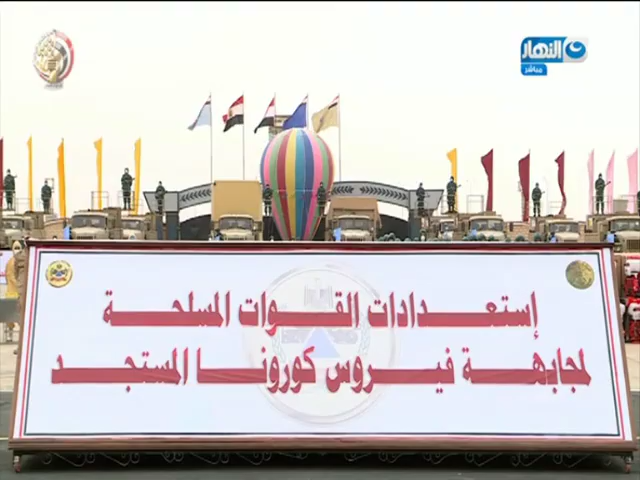 النهار
مباشر
إستعدادات القوات المسلحة
لمجابهة فيروس كورونا المستجد